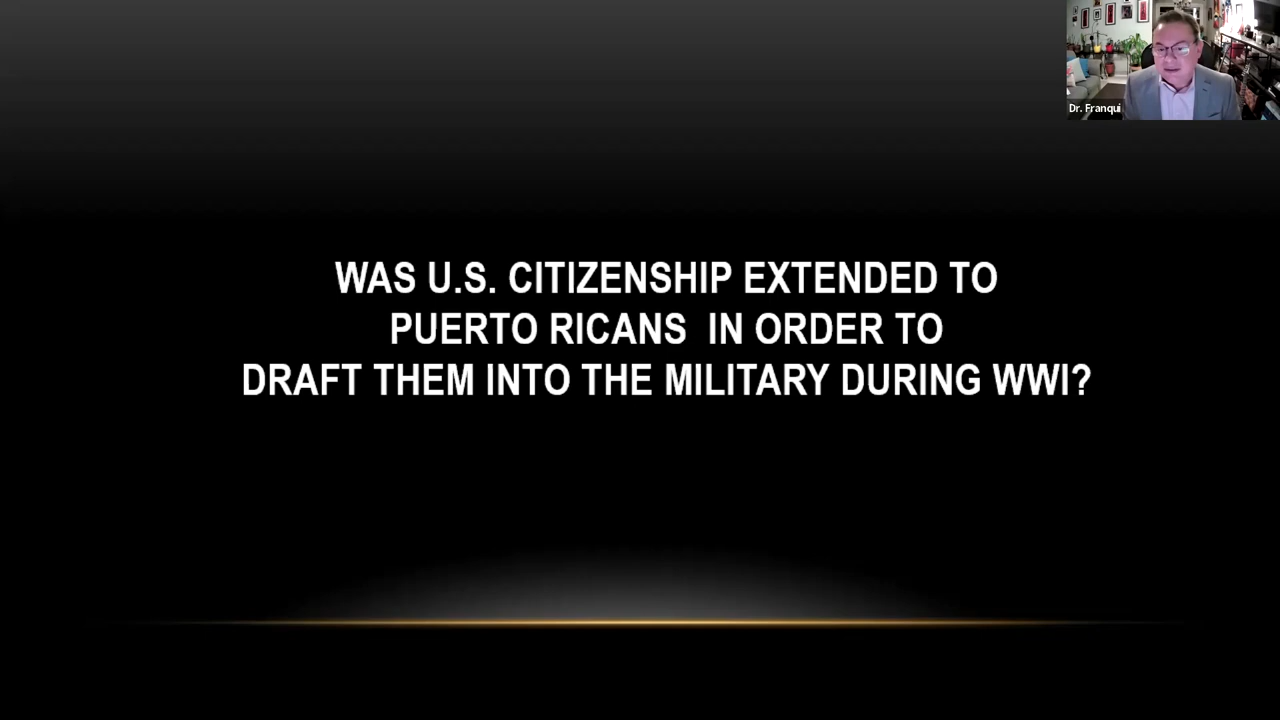 Dr. Franqui
WAS U.S. CITIZENSHIP EXTENDED TO
PUERTO RICANS  IN ORDER TO
DRAFT THEM INTO THE MILITARY DURING WWI?